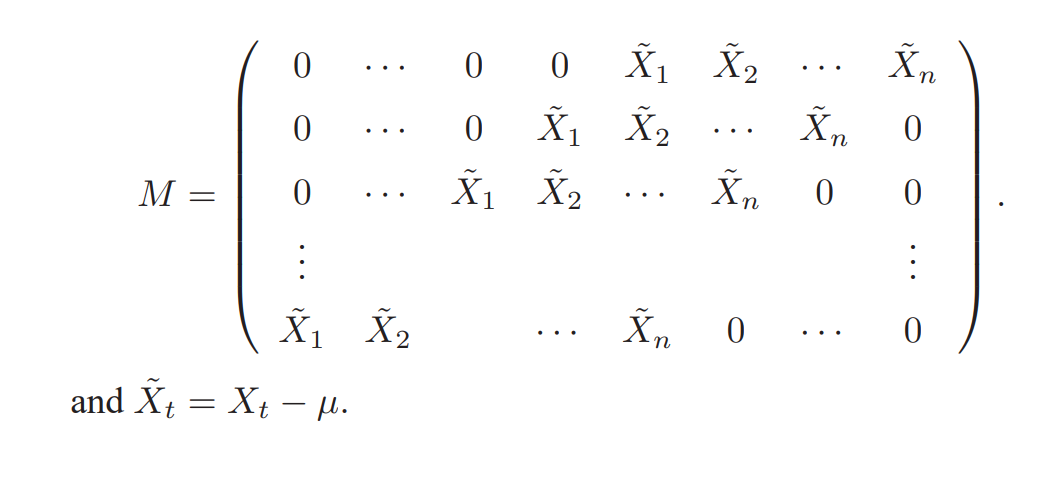 0 ⋯ 0 0 X̃₁ X̃₂ ⋯ X̃ₙ
0 ⋯ 0 X̃₁ X̃₂ ⋯ X̃ₙ 0
M = 0 ⋯ X̃₁ X̃₂ ⋯ X̃ₙ 0 0 .
⋮ ⋮
X̃₁ X̃₂ ⋯ X̃ₙ 0 ⋯ 0
and X̃ₜ = Xₜ − μ.